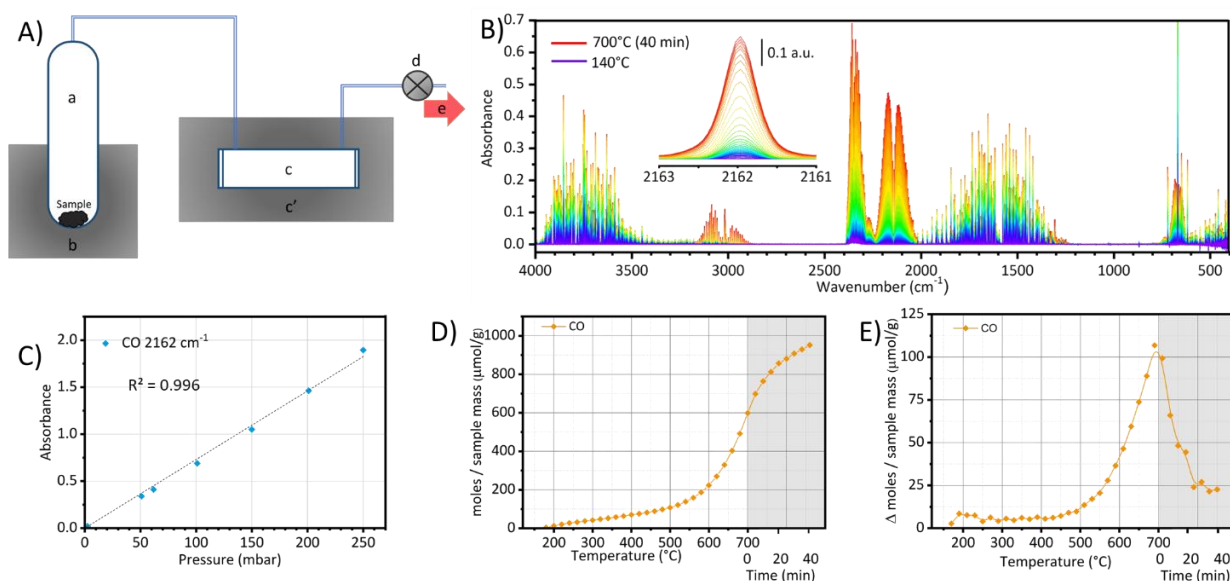 A)
a
Sample
b
c
c'
d
e
B)
Absorbance
0.7
0.6
0.5
0.4
0.3
0.2
0.1
0.0
700°C (40 min)
140°C
0.1 a.u.
2163 2162 2161
4000 3500 3000 2500 2000 1500 1000 500
Wavenumber (cm⁻¹)
C)
Absorbance
2.0
1.5
1.0
0.5
0.0
CO 2162 cm⁻¹
R² = 0.996
0 50 100 150 200 250
Pressure (mbar)
D)
moles / sample mass (μmol/g)
1000
800
600
400
200
0
CO
200 300 400 500 600 700
0 20 40
Temperature (°C)
Time (min)
E)
Δ moles / sample mass (μmol/g)
125
100
75
50
25
0
CO
200 300 400 500 600 700
0 20 40
Temperature (°C)
Time (min)